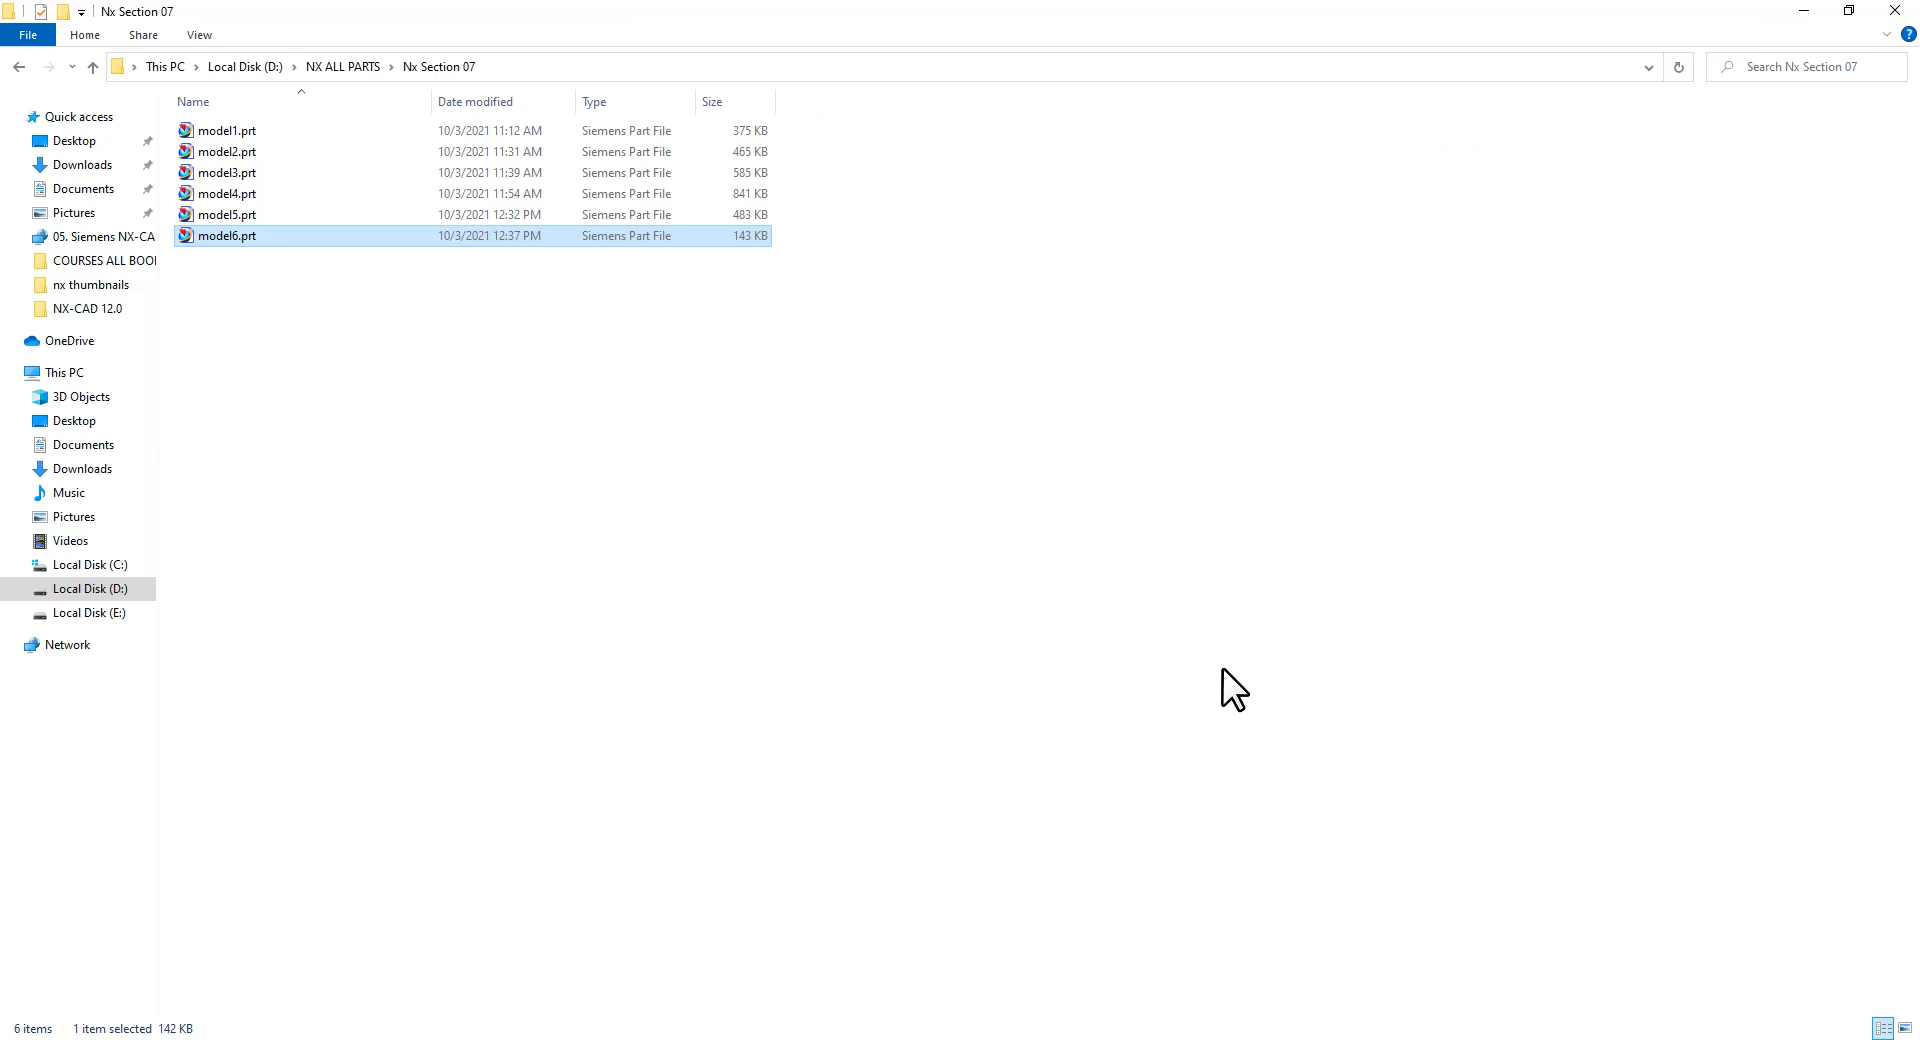 Nx Section 07
File Home Share View
This PC Local Disk (D:) NX ALL PARTS Nx Section 07
Search Nx Section 07
Name Date modified Type Size
model1.prt 10/3/2021 11:12 AM Siemens Part File 375 KB
model2.prt 10/3/2021 11:31 AM Siemens Part File 465 KB
model3.prt 10/3/2021 11:39 AM Siemens Part File 585 KB
model4.prt 10/3/2021 11:54 AM Siemens Part File 841 KB
model5.prt 10/3/2021 12:32 PM Siemens Part File 483 KB
model6.prt 10/3/2021 12:37 PM Siemens Part File 143 KB
Quick access
Desktop
Downloads
Documents
Pictures
05. Siemens NX-CA
COURSES ALL BOO
nx thumbnails
NX-CAD 12.0
OneDrive
This PC
3D Objects
Desktop
Documents
Downloads
Music
Pictures
Videos
Local Disk (C:)
Local Disk (D:)
Local Disk (E:)
Network
6 items 1 item selected 142 KB